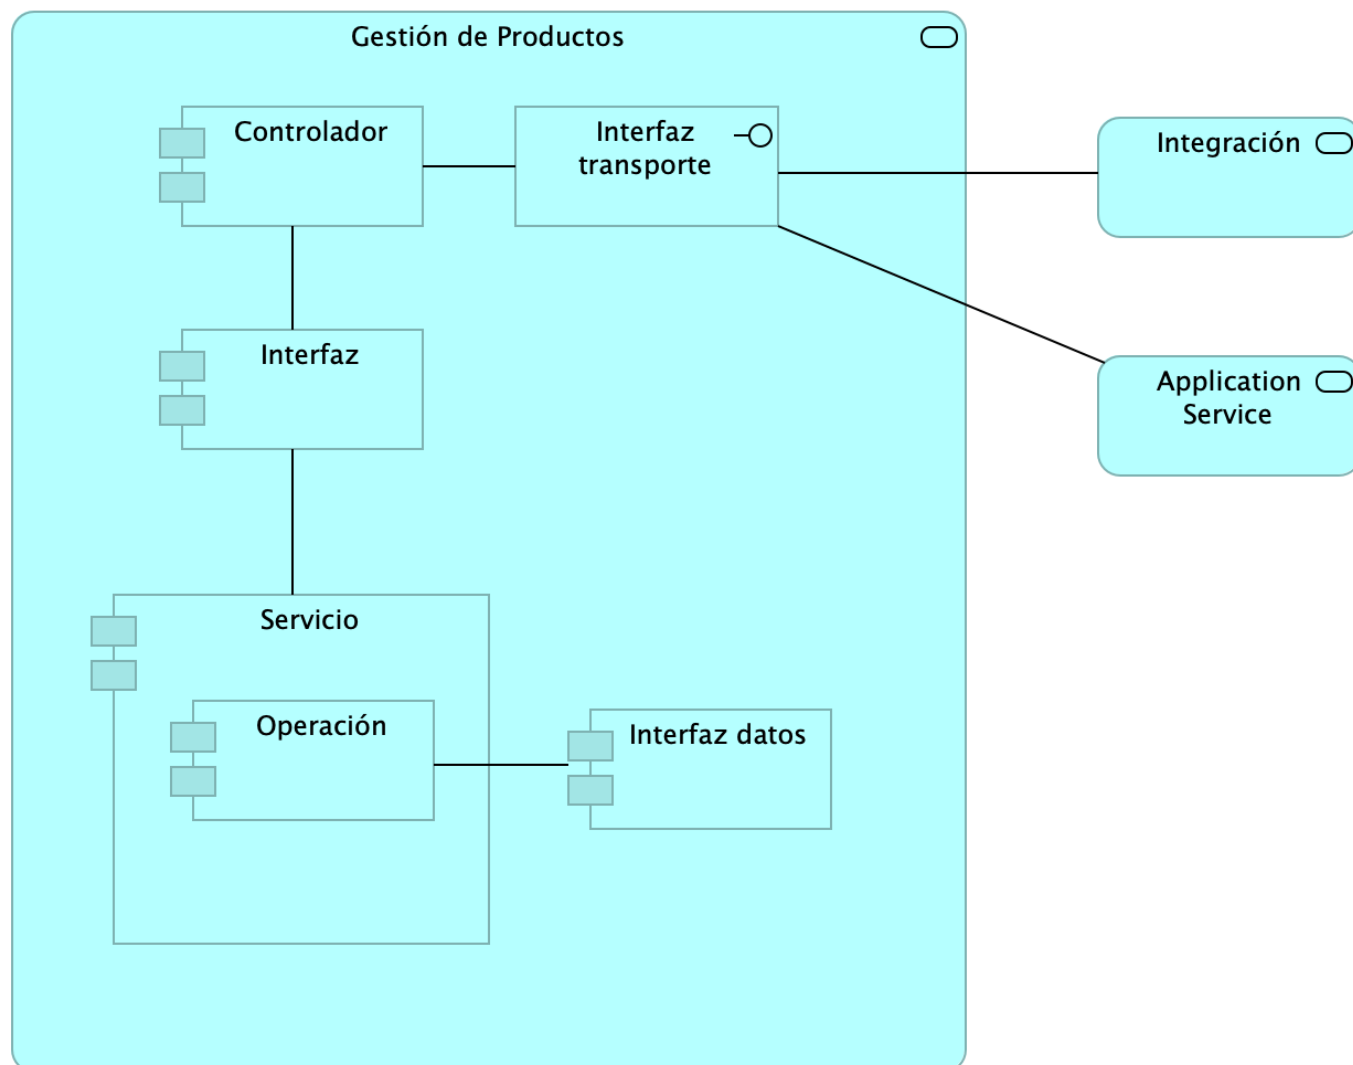 Gestión de Productos
Controlador
Interfaz
transporte
Integración
Interfaz
Application
Service
Servicio
Operación
Interfaz datos